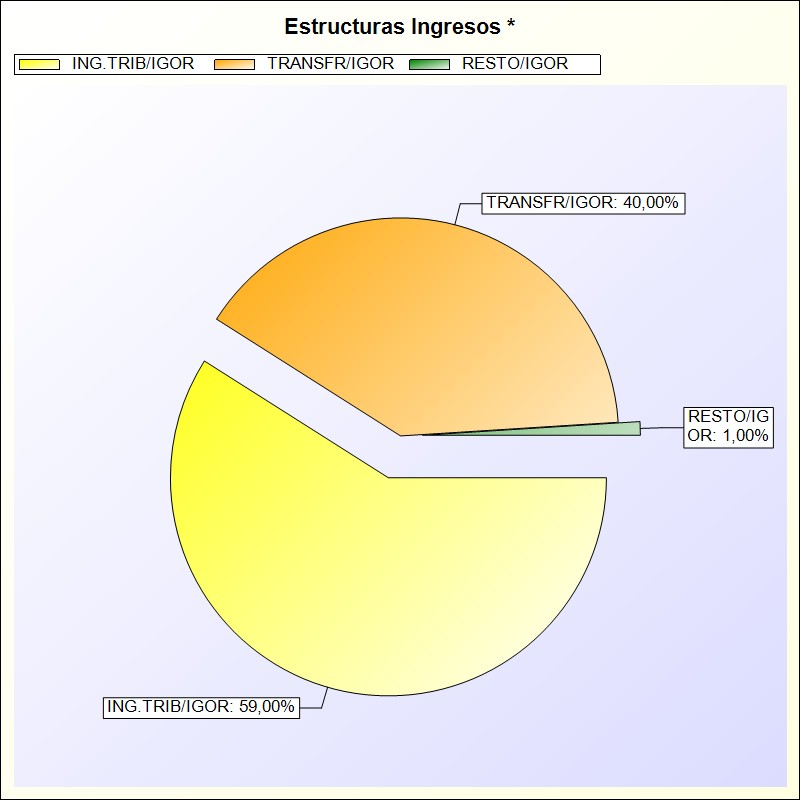 Estructuras Ingresos *
ING.TRIB/IGOR TRANSFR/IGOR RESTO/IGOR
TRANSFR/IGOR: 40,00%
RESTO/IG
OR: 1,00%
ING.TRIB/IGOR: 59,00%